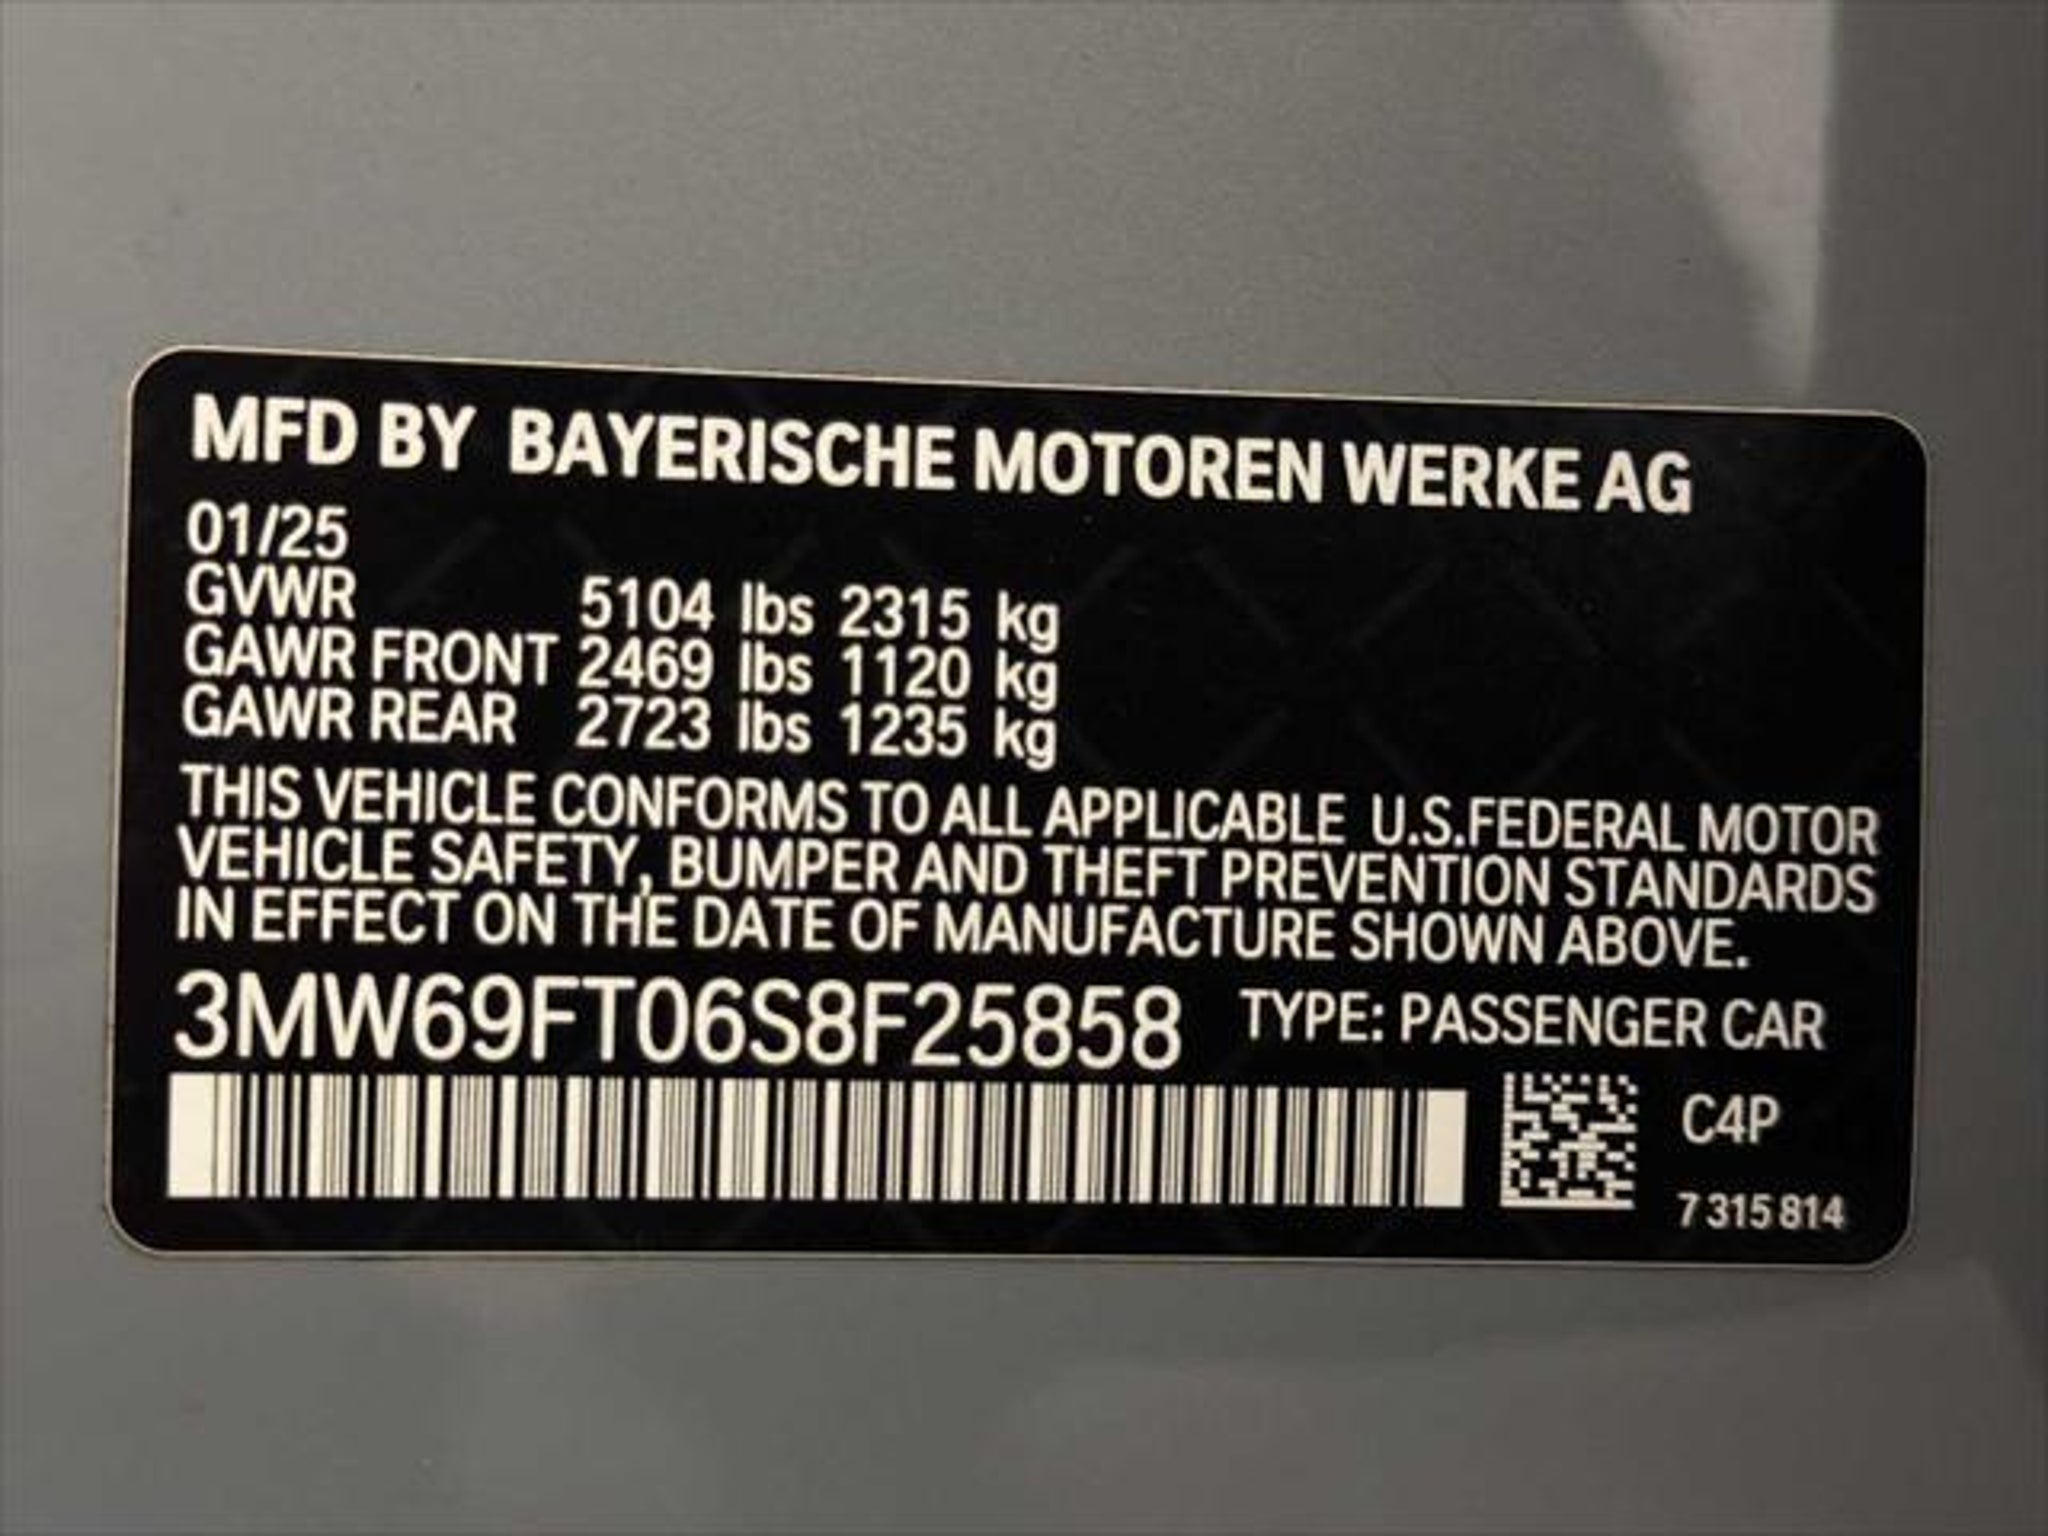 MFD BY BAYERISCHE MOTOREN WERKE AG
01/25
GVWR 5104 lbs 2315 kg
GAWR FRONT 2469 lbs 1120 kg
GAWR REAR 2723 lbs 1235 kg
THIS VEHICLE CONFORMS TO ALL APPLICABLE U.S.FEDERAL MOTOR
VEHICLE SAFETY, BUMPER AND THEFT PREVENTION STANDARDS
IN EFFECT ON THE DATE OF MANUFACTURE SHOWN ABOVE.
3MW69FT06S8F25858 TYPE: PASSENGER CAR
C4P
7 315 814